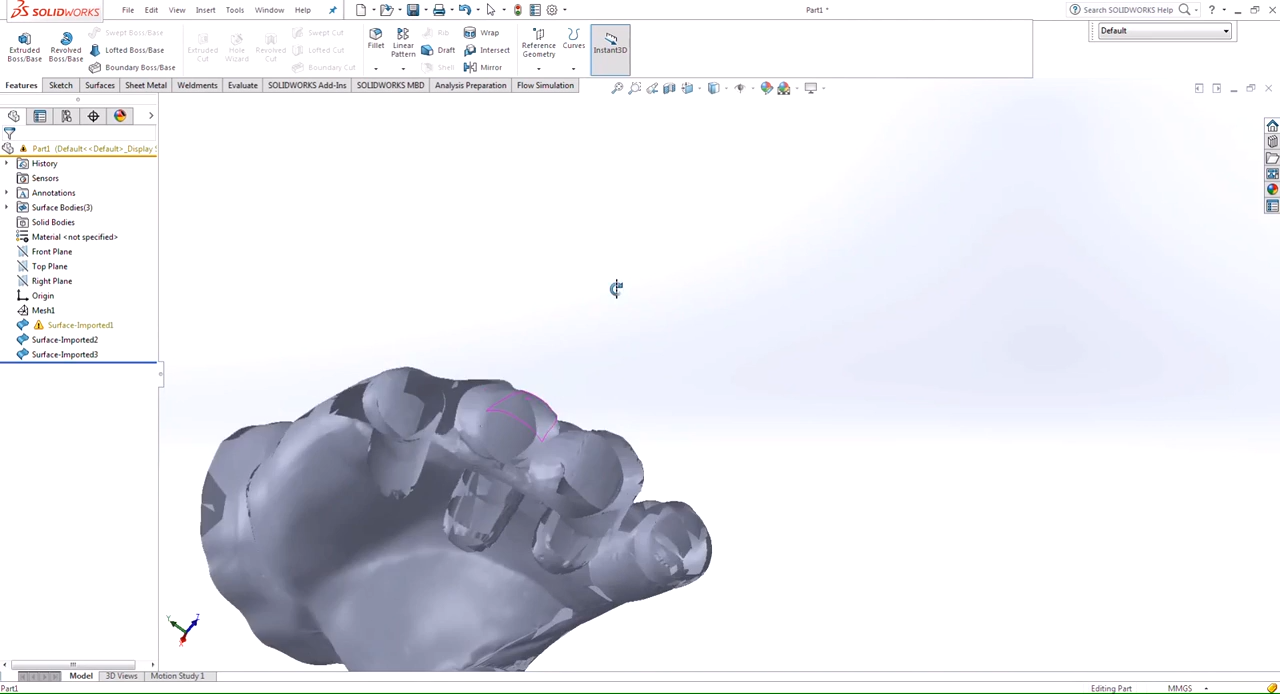 SOLIDWORKS File Edit View Insert Tools Window Help Part1 * Search SOLIDWORKS Help
Default
Extruded Boss/Base
Revolved Boss/Base
Swept Boss/Base
Lofted Boss/Base
Boundary Boss/Base
Extruded Cut
Hole Wizard
Revolved Cut
Swept Cut
Lofted Cut
Boundary Cut
Fillet
Linear Pattern
Rib
Draft
Shell
Wrap
Intersect
Mirror
Reference Geometry
Curves
Instant3D
Features Sketch Surfaces Sheet Metal Weldments Evaluate SOLIDWORKS Add-Ins SOLIDWORKS MBD Analysis Preparation Flow Simulation
Part1 (Default<<Default>_Display S
History
Sensors
Annotations
Surface Bodies(3)
Solid Bodies
Material <not specified>
Front Plane
Top Plane
Right Plane
Origin
Mesh1
Surface-Imported1
Surface-Imported2
Surface-Imported3
Y Z
X
Model 3D Views Motion Study 1
Part1 Editing Part MMGS